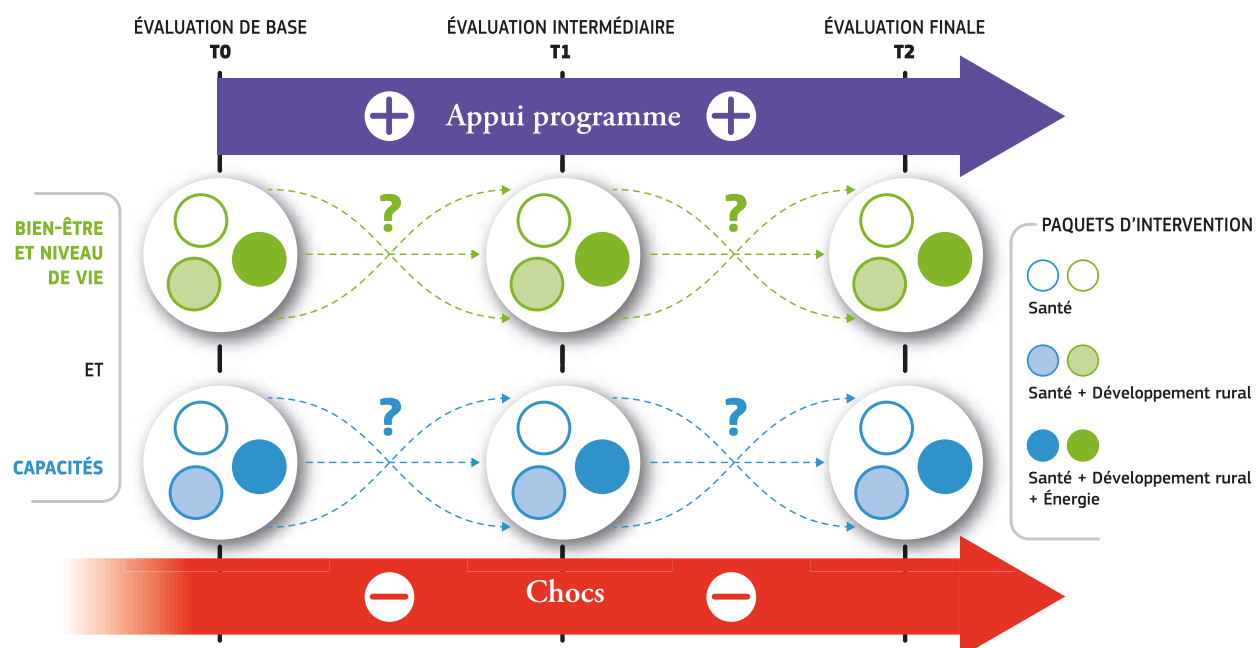 ÉVALUATION DE BASE
T0
ÉVALUATION INTERMÉDIAIRE
T1
ÉVALUATION FINALE
T2
+ Appui programme +
BIEN-ÊTRE
ET NIVEAU
DE VIE
?
?
ET
CAPACITÉS
?
?
PAQUETS D’INTERVENTION
Santé
Santé + Développement rural
Santé + Développement rural
+ Énergie
− Chocs −